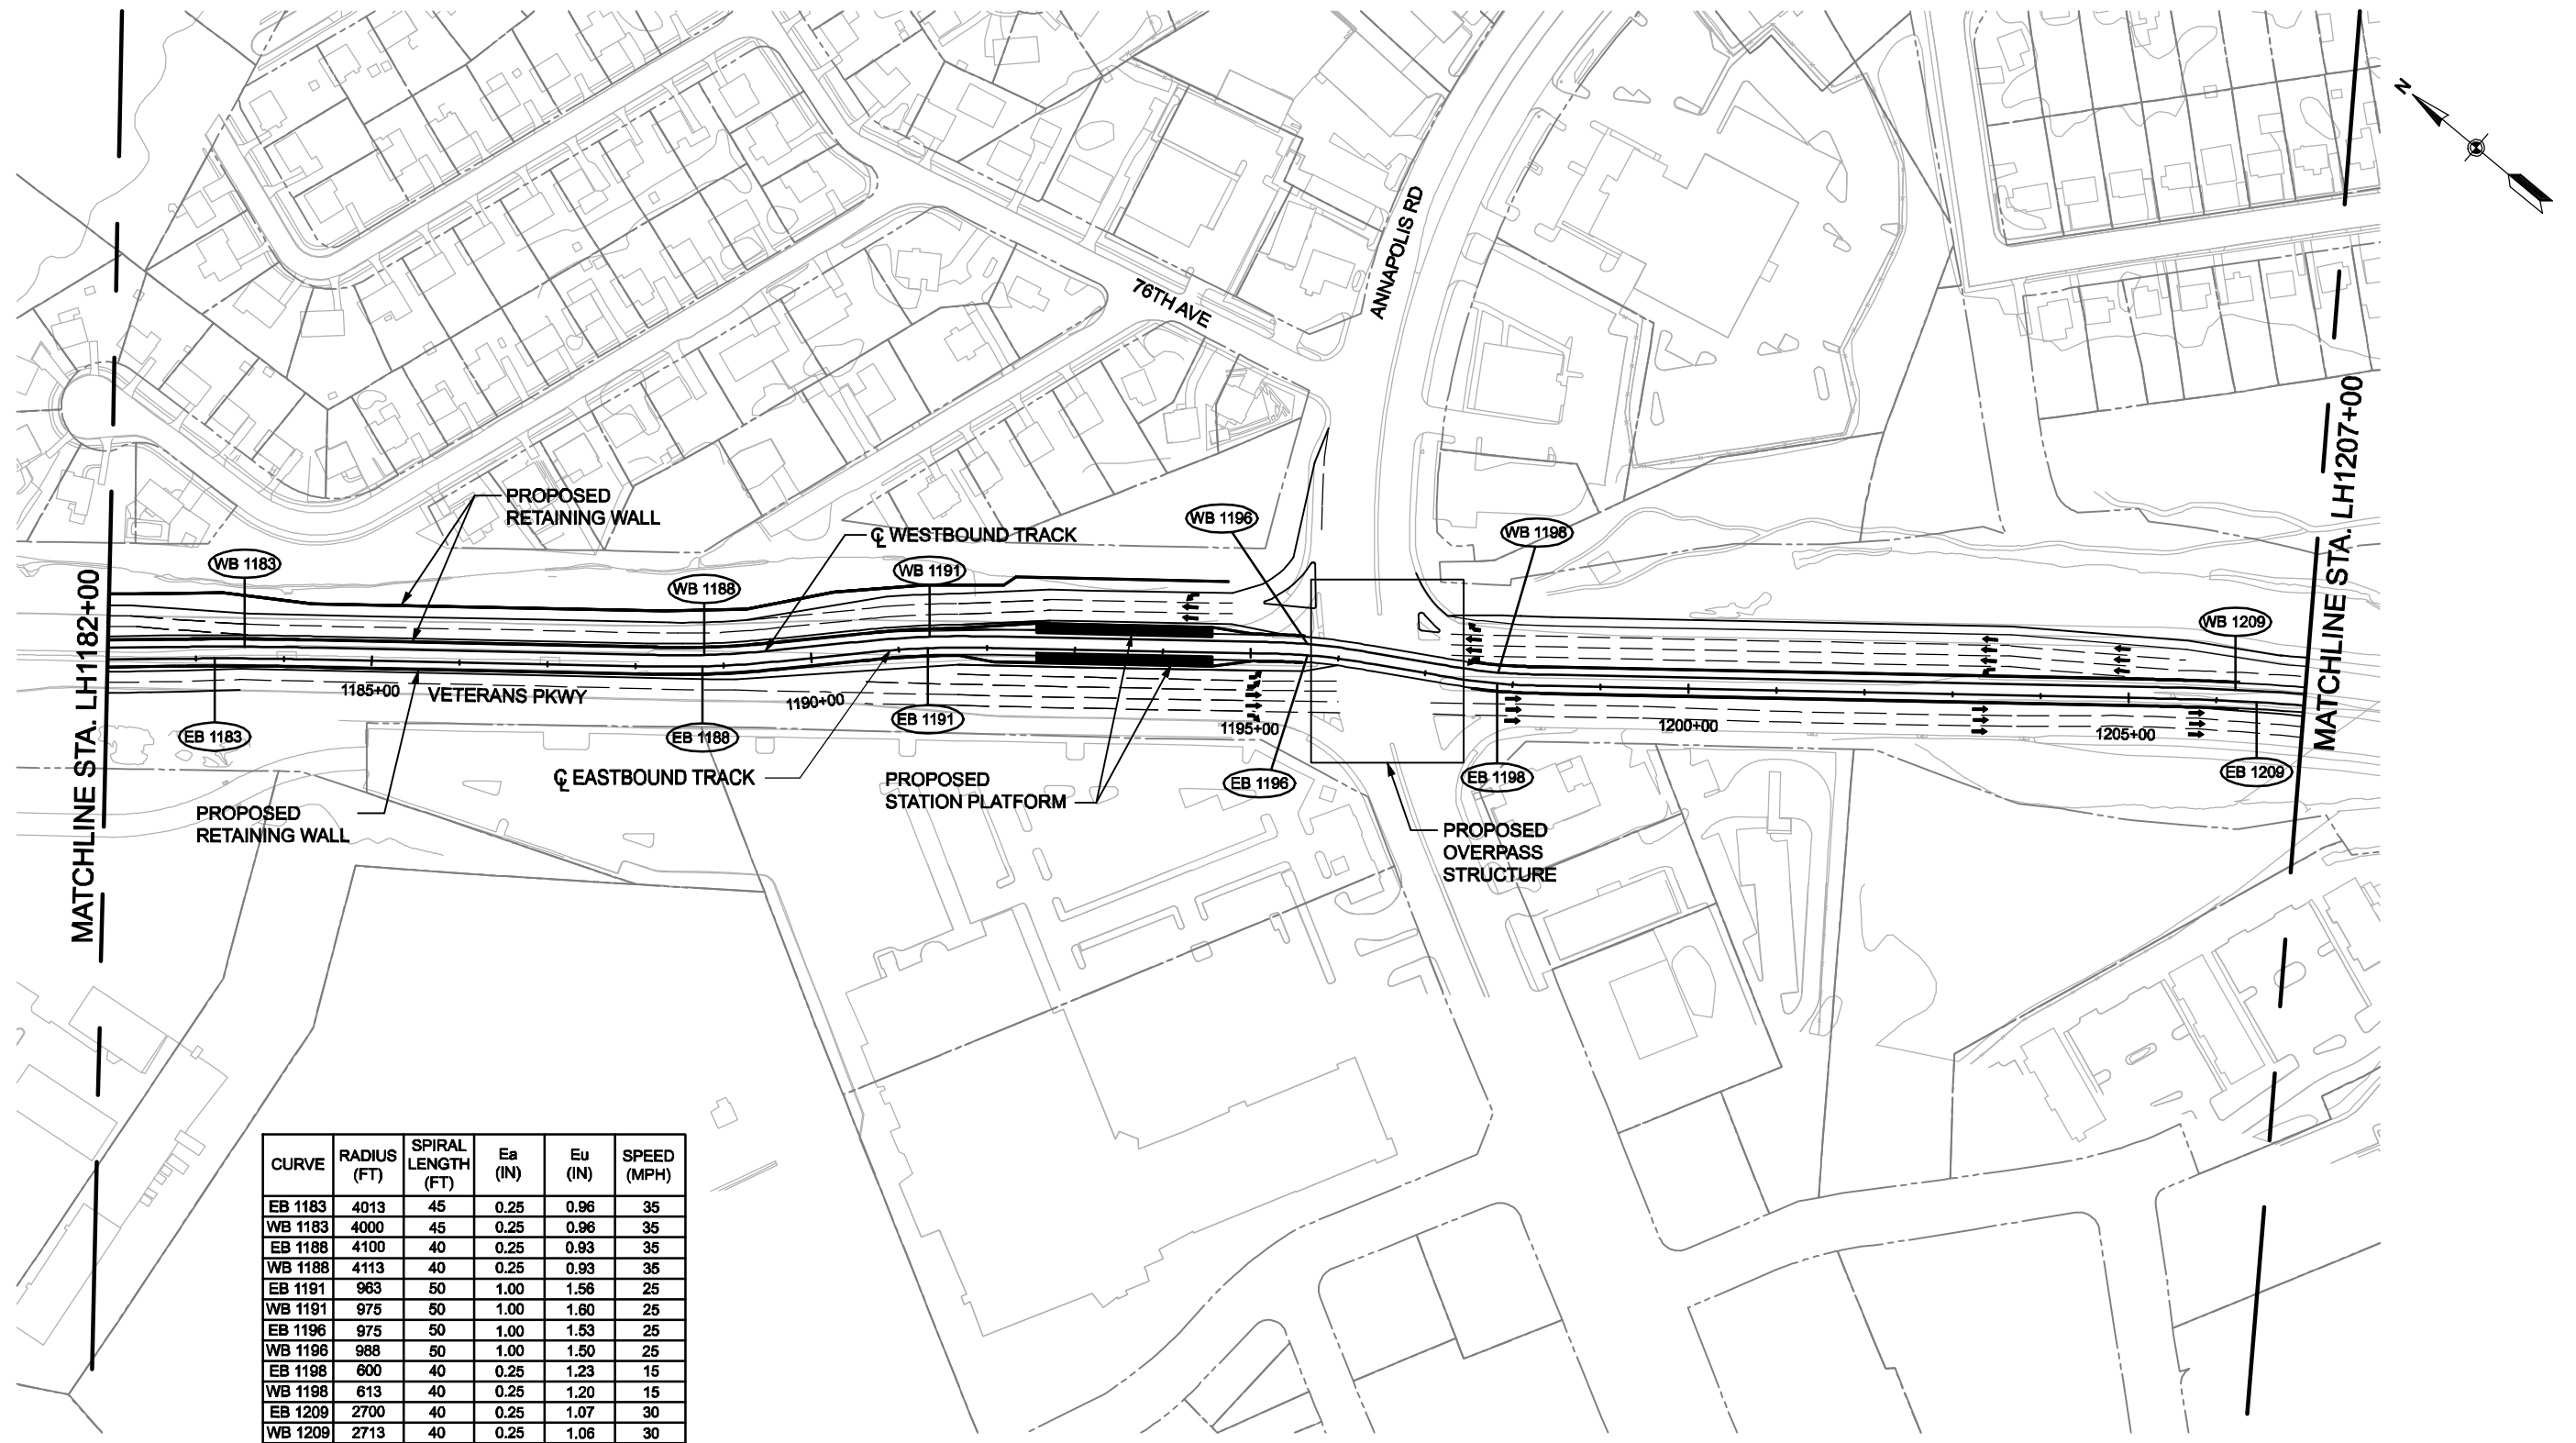 N
ANNAPOLIS RD
76TH AVE
MATCHLINE STA. LH1182+00
MATCHLINE STA. LH1207+00
PROPOSED
RETAINING WALL
℄ WESTBOUND TRACK
WB 1183
WB 1188
WB 1191
WB 1196
WB 1198
WB 1209
1185+00
VETERANS PKWY
1190+00
1195+00
1200+00
1205+00
EB 1183
EB 1188
EB 1191
EB 1196
EB 1198
EB 1209
℄ EASTBOUND TRACK
PROPOSED
STATION PLATFORM
PROPOSED
RETAINING WALL
PROPOSED
OVERPASS
STRUCTURE
CURVE RADIUS (FT) SPIRAL LENGTH (FT) Ea (IN) Eu (IN) SPEED (MPH)
EB 1183 4013 45 0.25 0.96 35
WB 1183 4000 45 0.25 0.96 35
EB 1188 4100 40 0.25 0.93 35
WB 1188 4113 40 0.25 0.93 35
EB 1191 963 50 1.00 1.56 25
WB 1191 975 50 1.00 1.60 25
EB 1196 975 50 1.00 1.53 25
WB 1196 988 50 1.00 1.50 25
EB 1198 600 40 0.25 1.23 15
WB 1198 613 40 0.25 1.20 15
EB 1209 2700 40 0.25 1.07 30
WB 1209 2713 40 0.25 1.06 30